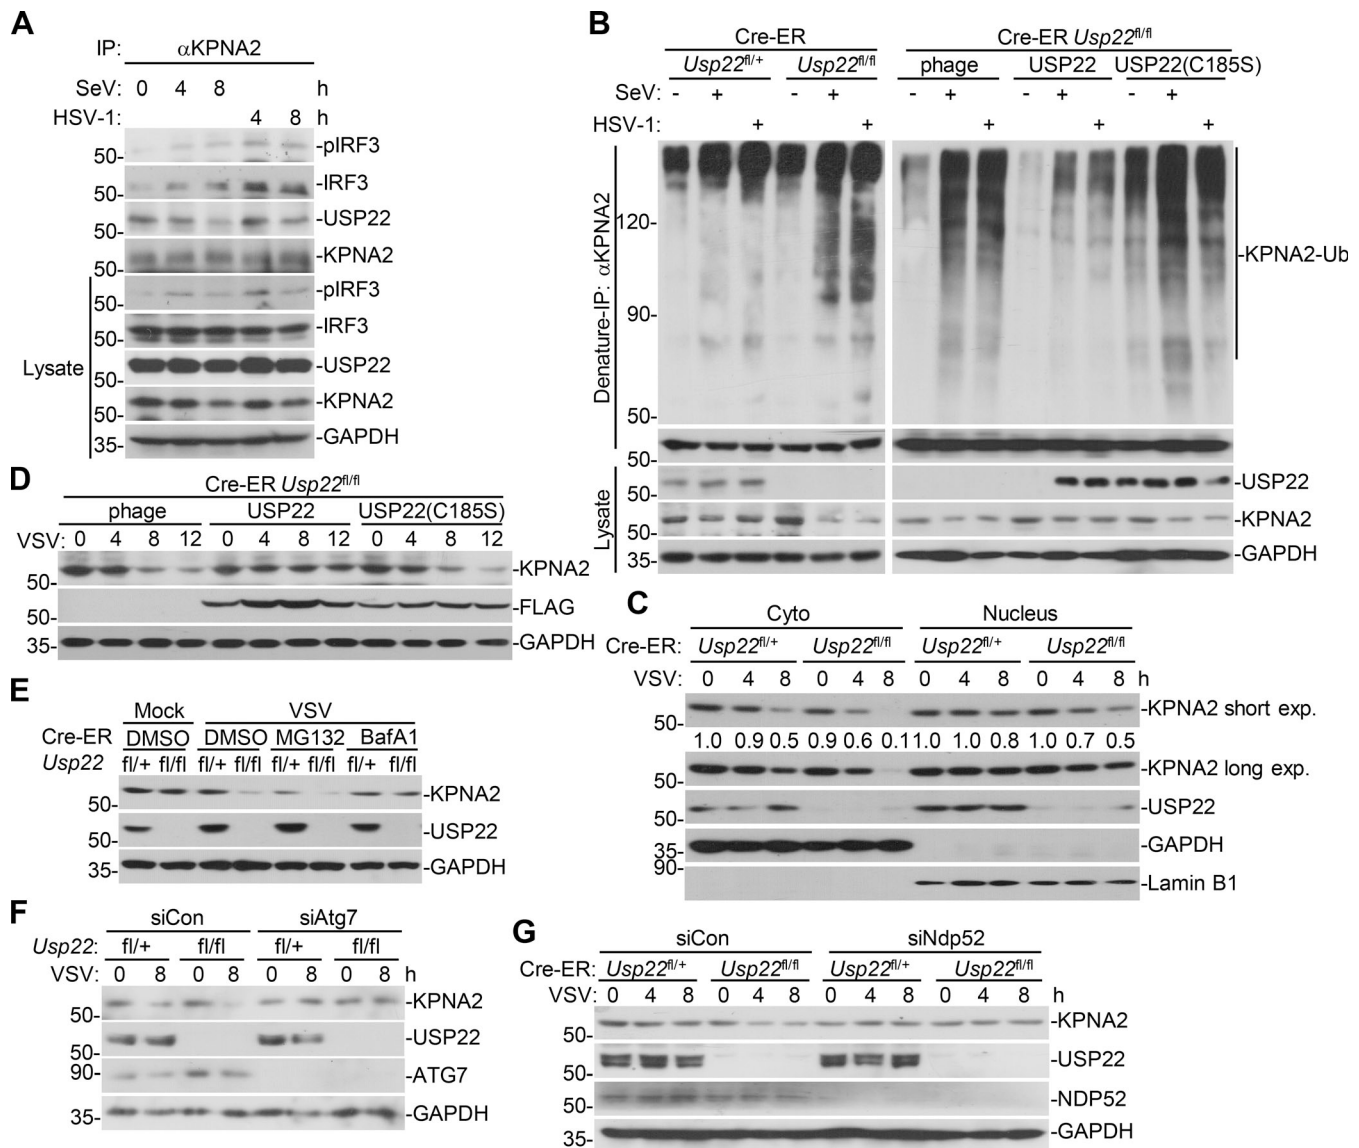 A
IP: αKPNA2
SeV: 0 4 8 h
HSV-1: 4 8 h
50- -pIRF3
50- -IRF3
50- -USP22
-KPNA2
Lysate
50- -pIRF3
-IRF3
50- -USP22
50- -KPNA2
35- -GAPDH
B
Cre-ER Cre-ER Usp22fl/fl
Usp22fl/+ Usp22fl/fl phage USP22 USP22(C185S)
SeV: - + - + - + - + - +
HSV-1: + + + + +
Denature-IP: αKPNA2
120-
90-
50-
-KPNA2-Ub
50-
Lysate
50- -USP22
50- -KPNA2
35- -GAPDH
C
Cyto Nucleus
Cre-ER: Usp22fl/+ Usp22fl/fl Usp22fl/+ Usp22fl/fl
VSV: 0 4 8 0 4 8 0 4 8 0 4 8 h
50- -KPNA2 short exp.
1.0 0.9 0.5 0.9 0.6 0.1 1.0 1.0 0.8 1.0 0.7 0.5
50- -KPNA2 long exp.
50- -USP22
35- -GAPDH
90- -Lamin B1
D
Cre-ER Usp22fl/fl
phage USP22 USP22(C185S)
VSV: 0 4 8 12 0 4 8 12 0 4 8 12
50- -KPNA2
50- -FLAG
35- -GAPDH
E
Mock VSV
Cre-ER DMSO DMSO MG132 BafA1
Usp22 fl/+ fl/fl fl/+ fl/fl fl/+ fl/fl fl/+ fl/fl
50- -KPNA2
50- -USP22
35- -GAPDH
F
siCon siAtg7
Usp22: fl/+ fl/fl fl/+ fl/fl
VSV: 0 8 0 8 0 8 0 8 h
-KPNA2
50- -USP22
90- -ATG7
35- -GAPDH
G
siCon siNdp52
Cre-ER: Usp22fl/+ Usp22fl/fl Usp22fl/+ Usp22fl/fl
VSV: 0 4 8 0 4 8 0 4 8 0 4 8 h
50- -KPNA2
50- -USP22
50- -NDP52
35- -GAPDH